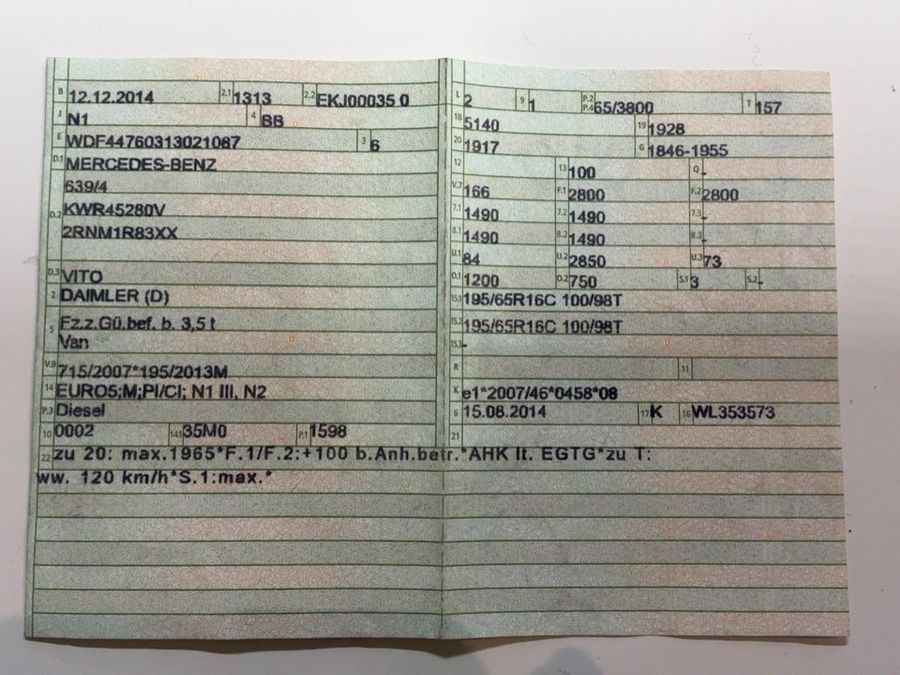 B 12.12.2014 2.1 1313 2.2 EKJ00035 0
J N1 4 BB
E WDF44760313021087 3 6
D.1 MERCEDES-BENZ
639/4
D.2 KWR45280V
2RNM1R83XX
D.3 VITO
2 DAIMLER (D)
5 Fz.z.Gü.bef. b. 3,5 t
Van
V.9 715/2007*195/2013M
14 EURO5;M;PI/CI; N1 III, N2
P.3 Diesel
10 0002 14.1 35M0 P.1 1598
L 2 9 1 P.2 P.4 65/3800 T 157
18 5140 19 1928
20 1917 G 1846-1955
12 13 100 Q -
V.7 166 F.1 2800 F.2 2800
7.1 1490 7.2 1490 7.3 -
8.1 1490 8.2 1490 8.3 -
U.1 84 U.2 2850 U.3 73
O.1 1200 O.2 750 S.1 3 S.2 -
15.1 195/65R16C 100/98T
15.2 195/65R16C 100/98T
15.3 -
R 11
K e1*2007/46*0458*08
6 15.08.2014 17 K 16 WL353573
21
22 zu 20: max.1965*F.1/F.2:+100 b.Anh.betr.*AHK lt. EGTG*zu T:
ww. 120 km/h*S.1:max.*